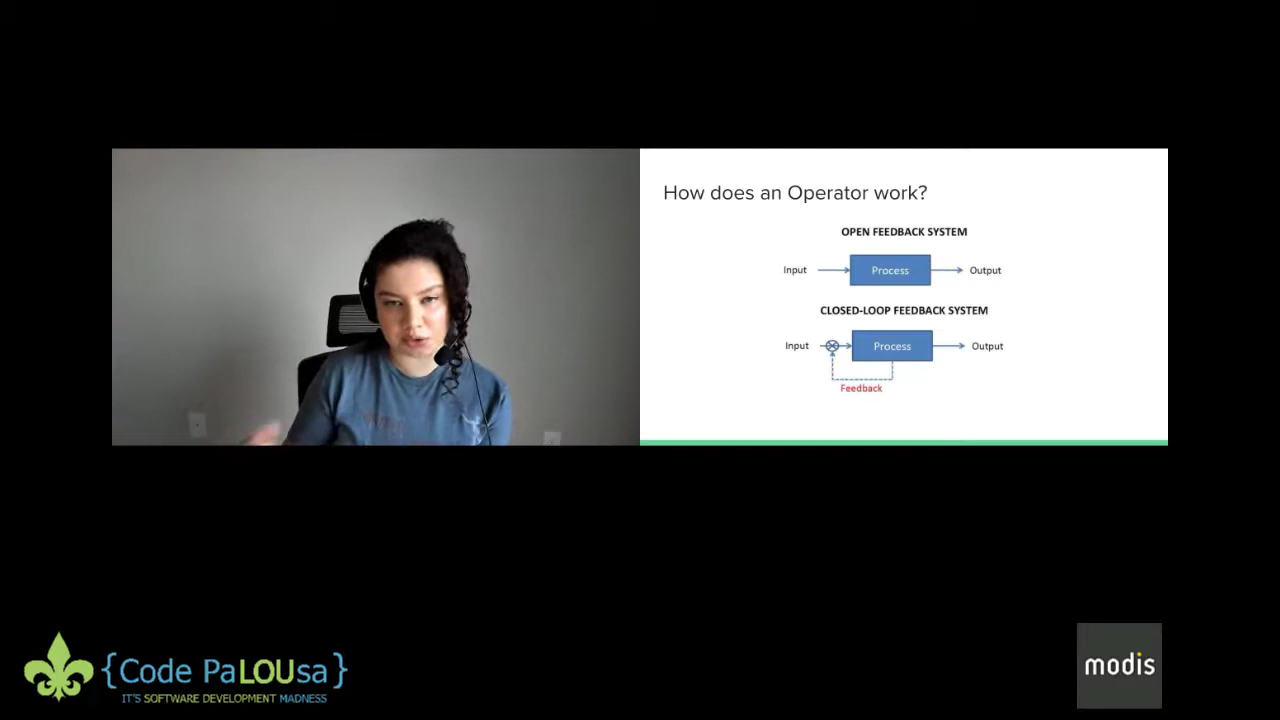 How does an Operator work?
OPEN FEEDBACK SYSTEM
Input
Process
Output
CLOSED-LOOP FEEDBACK SYSTEM
Input
Process
Output
Feedback
{Code PaLOUsa}
IT'S SOFTWARE DEVELOPMENT MADNESS
modis